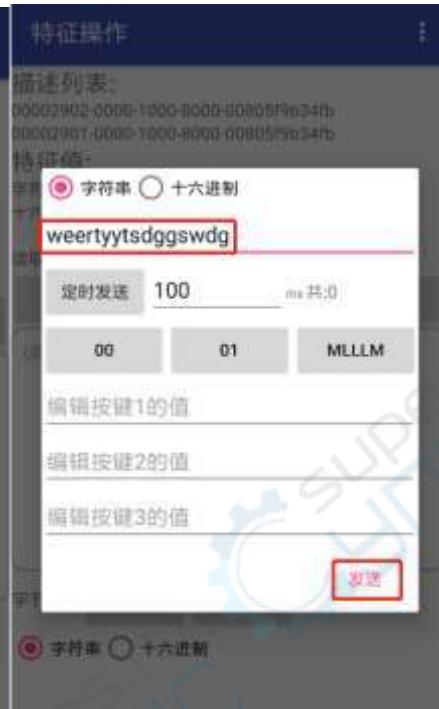 特征操作
描述列表:
00002902-0000-1000-8000-00805f9b34fb
00002901-0000-1000-8000-00805f9b34fb
特征值:
字符串 十六进制
weertyytsdggswdg
定时发送 100 ms 共:0
00 01 MLLLM
编辑按键1的值
编辑按键2的值
编辑按键3的值
发送
字符串 十六进制